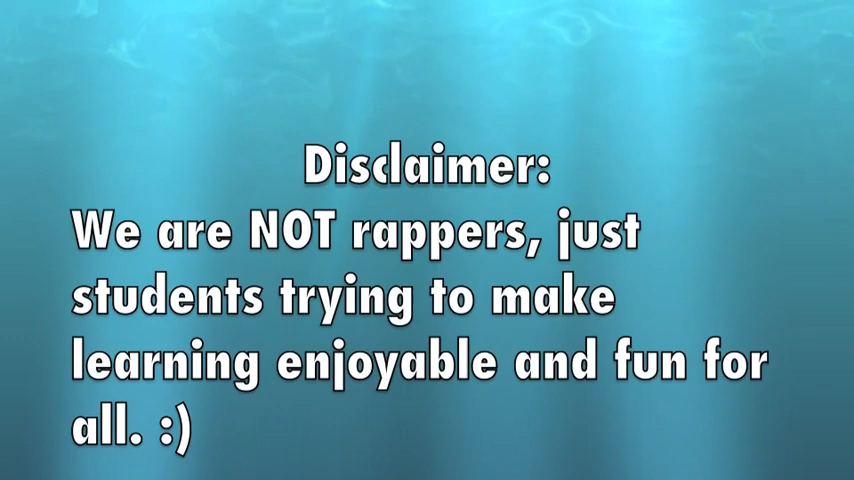 Disclaimer:
We are NOT rappers, just
students trying to make
learning enjoyable and fun for
all. :)